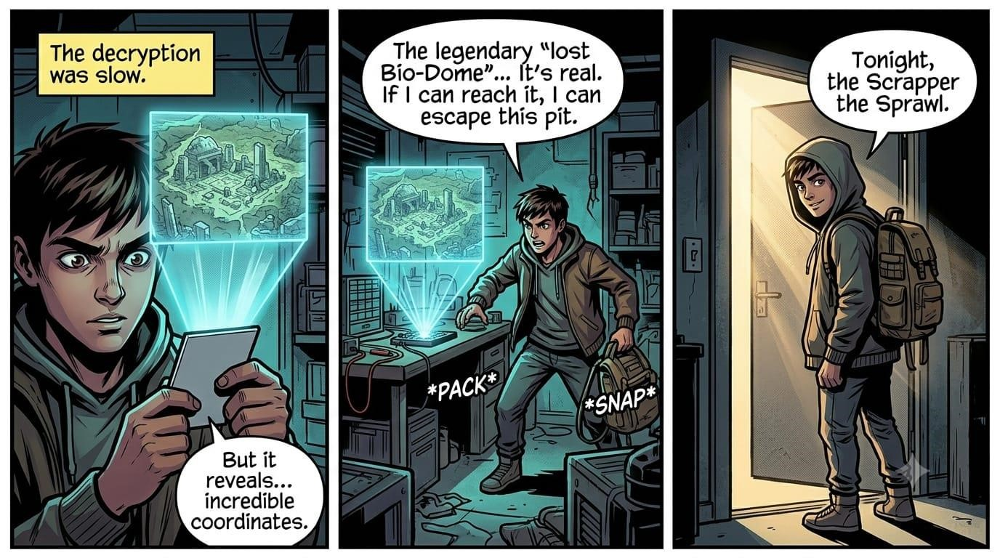 The decryption
was slow.
But it
reveals...
incredible
coordinates.
The legendary "lost
Bio-Dome"... It's real.
If I can reach it, I can
escape this pit.
*PACK*
*SNAP*
Tonight,
the Scrapper
the Sprawl.